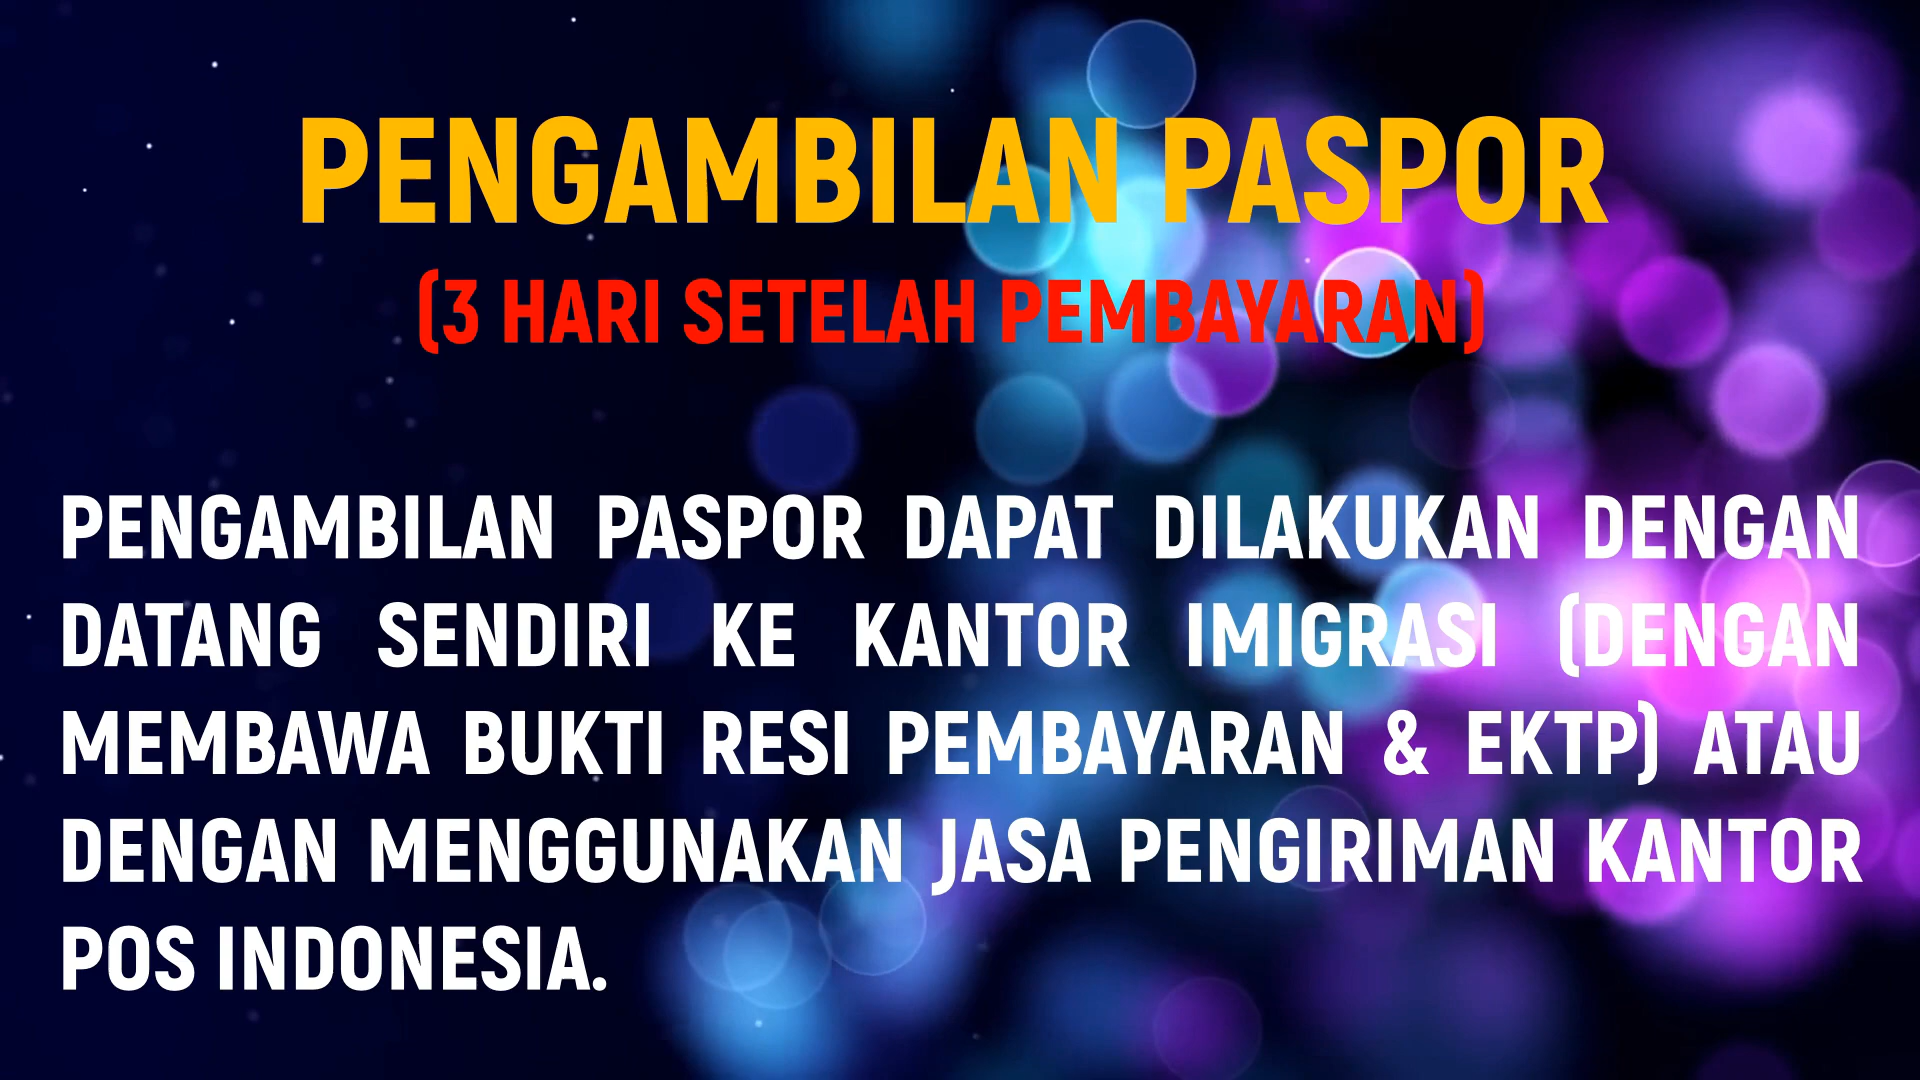 PENGAMBILAN PASPOR
(3 HARI SETELAH PEMBAYARAN)
PENGAMBILAN PASPOR DAPAT DILAKUKAN DENGAN
DATANG SENDIRI KE KANTOR IMIGRASI (DENGAN
MEMBAWA BUKTI RESI PEMBAYARAN & EKTP) ATAU
DENGAN MENGGUNAKAN JASA PENGIRIMAN KANTOR
POS INDONESIA.